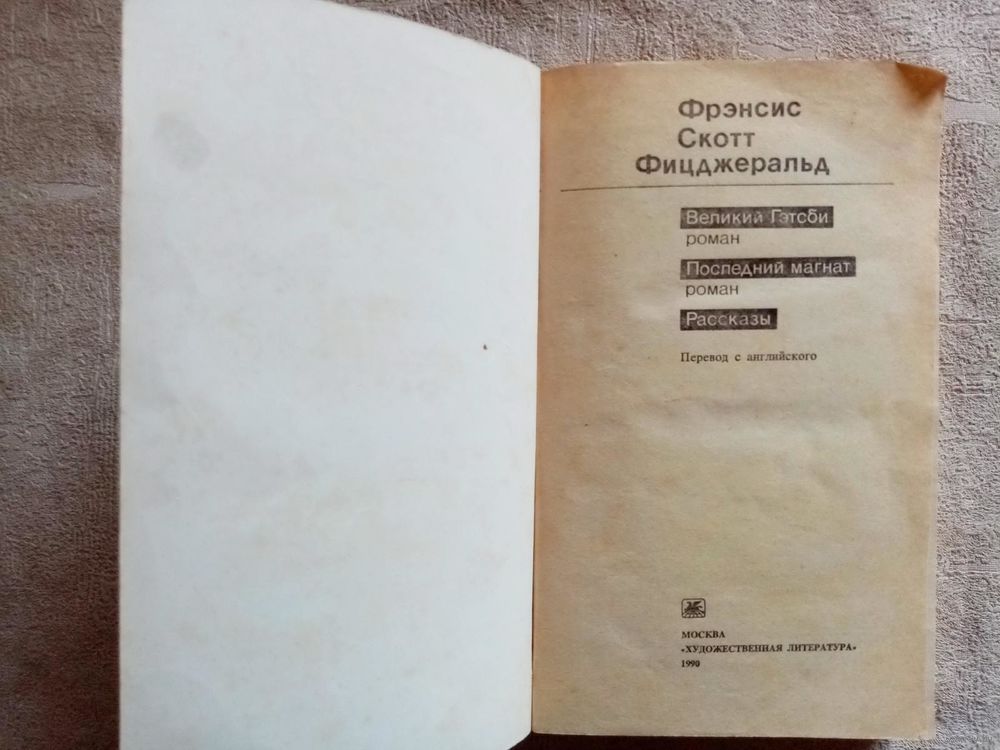 Фрэнсис
Скотт
Фицджеральд
Великий Гэтсби
роман
Последний магнат
роман
Рассказы
Перевод с английского
МОСКВА
«ХУДОЖЕСТВЕННАЯ ЛИТЕРАТУРА»
1990